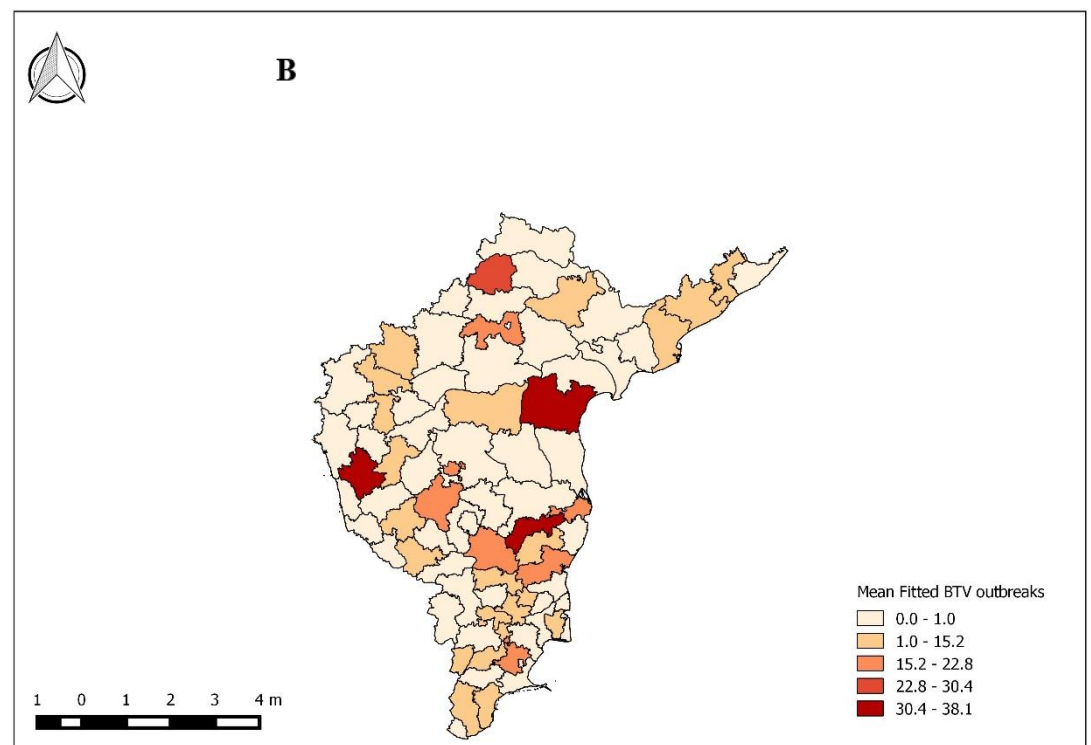 B
Mean Fitted BTV outbreaks
0.0 - 1.0
1.0 - 15.2
15.2 - 22.8
22.8 - 30.4
30.4 - 38.1
1 0 1 2 3 4 m